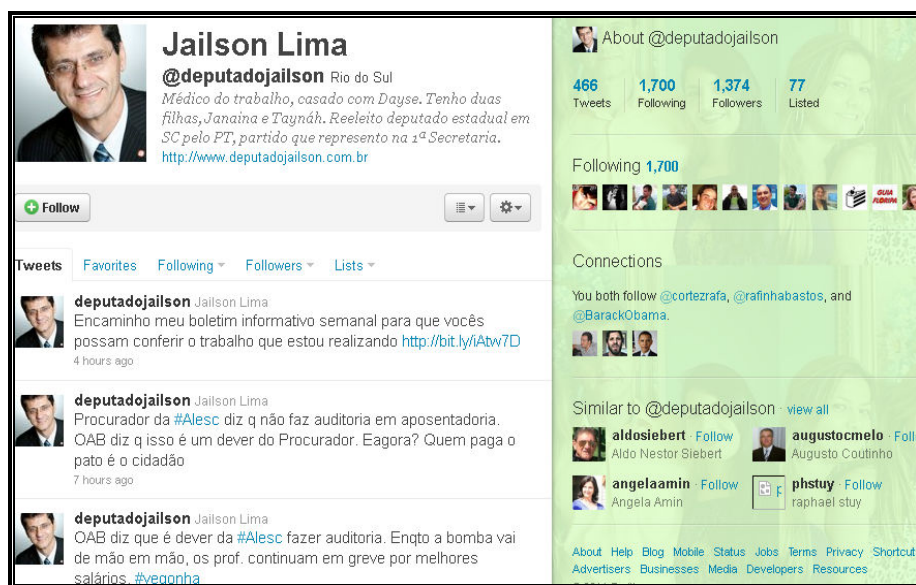 Jailson Lima
@deputadojailson Rio do Sul
Médico do trabalho, casado com Dayse. Tenho duas
filhas, Janaina e Taynáh. Reeleito deputado estadual em
SC pelo PT, partido que represento na 1ª Secretaria.
http://www.deputadojailson.com.br
Follow
Tweets Favorites Following Followers Lists
deputadojailson Jailson Lima
Encaminho meu boletim informativo semanal para que vocês
possam conferir o trabalho que estou realizando http://bit.ly/iAtw7D
4 hours ago
deputadojailson Jailson Lima
Procurador da #Alesc diz q não faz auditoria em aposentadoria.
OAB diz q isso é um dever do Procurador. Eagora? Quem paga o
pato é o cidadão
7 hours ago
deputadojailson Jailson Lima
OAB diz que é dever da #Alesc fazer auditoria. Enqto a bomba vai
de mão em mão, os prof. continuam em greve por melhores
salários. #vegonha
About @deputadojailson
466 1,700 1,374 77
Tweets Following Followers Listed
Following 1,700
GUIA
FLORIPA
Connections
You both follow @cortezrafa, @rafinhabastos, and
@BarackObama.
Similar to @deputadojailson · view all
aldosiebert · Follow augustocmelo · Foll
Aldo Nestor Siebert Augusto Coutinho
angelaamin · Follow phstuy · Follow
Angela Amin raphael stuy
About Help Blog Mobile Status Jobs Terms Privacy Shortcut
Advertisers Businesses Media Developers Resources